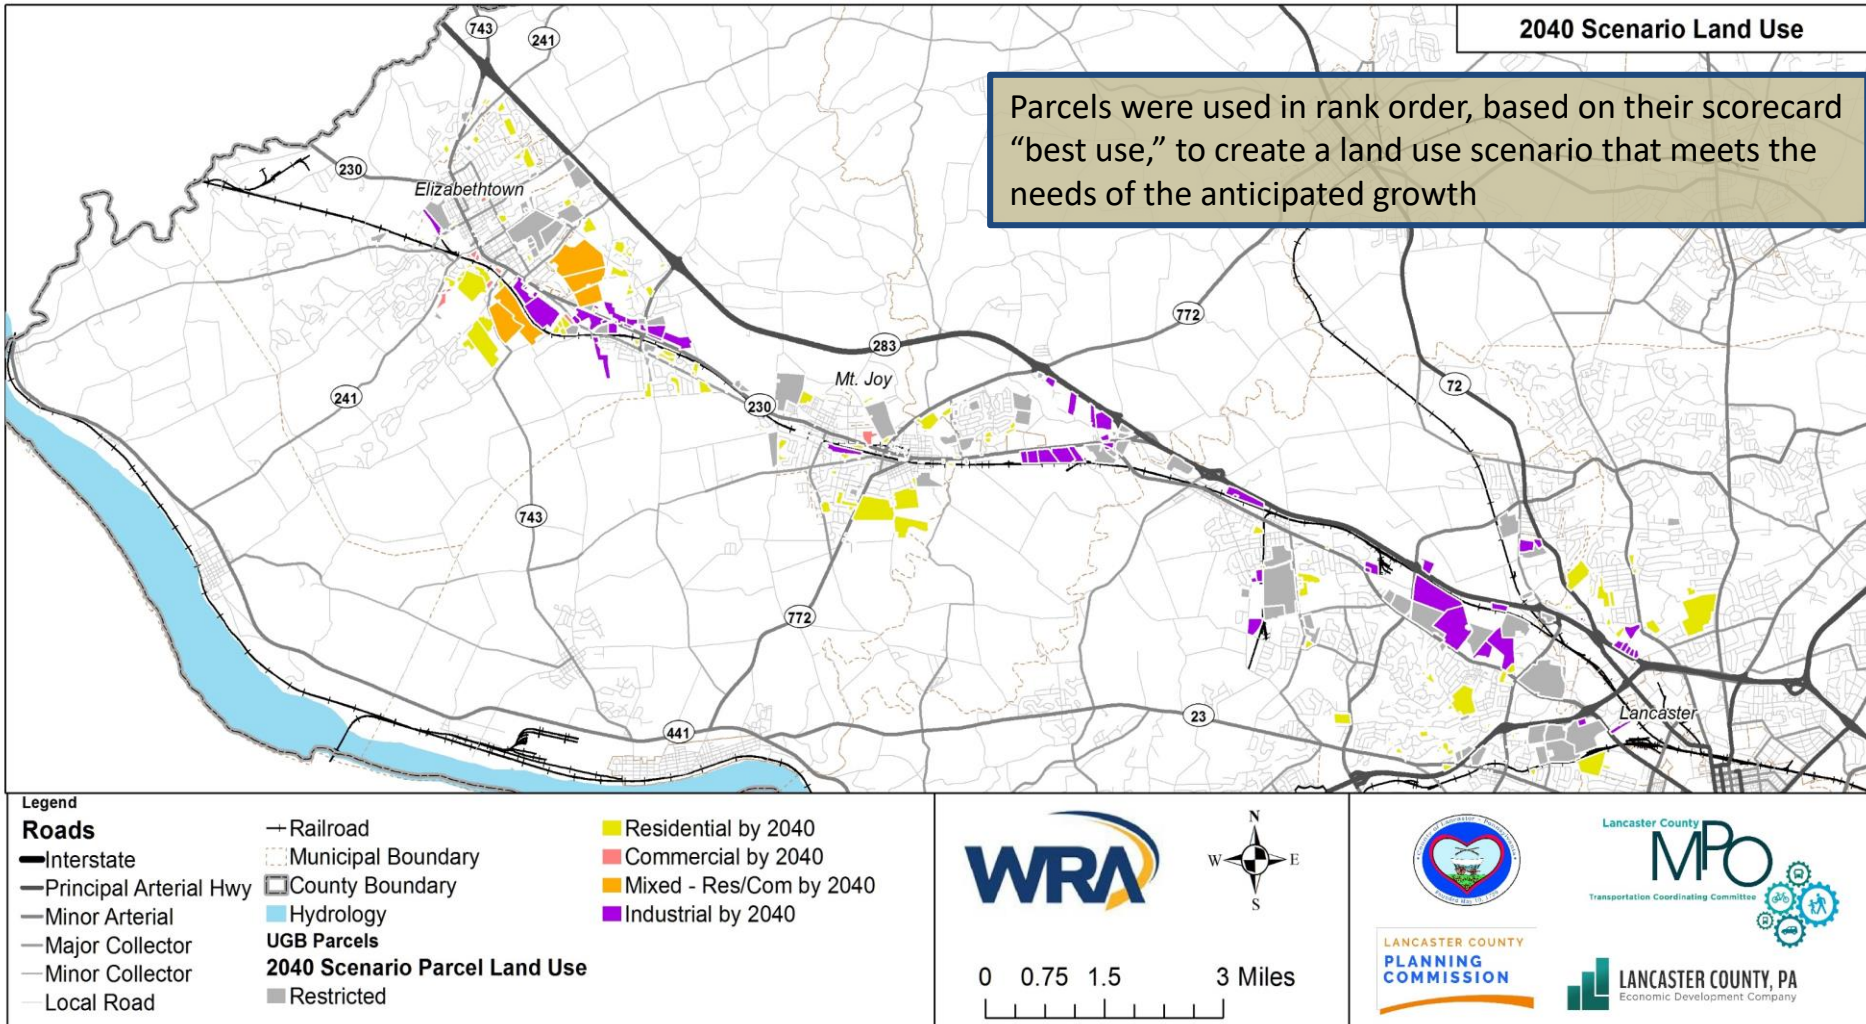 2040 Scenario Land Use
Parcels were used in rank order, based on their scorecard
“best use,” to create a land use scenario that meets the
needs of the anticipated growth
743
241
230
Elizabethtown
772
283
Mt. Joy
72
241
230
743
772
23
Lancaster
441
Legend
Roads
Interstate
Principal Arterial Hwy
Minor Arterial
Major Collector
Minor Collector
Local Road
Railroad
Municipal Boundary
County Boundary
Hydrology
UGB Parcels
2040 Scenario Parcel Land Use
Restricted
Residential by 2040
Commercial by 2040
Mixed - Res/Com by 2040
Industrial by 2040
WRA
N
W E
S
0 0.75 1.5 3 Miles
Lancaster County
MPO
Transportation Coordinating Committee
LANCASTER COUNTY
PLANNING
COMMISSION
LANCASTER COUNTY, PA
Economic Development Company